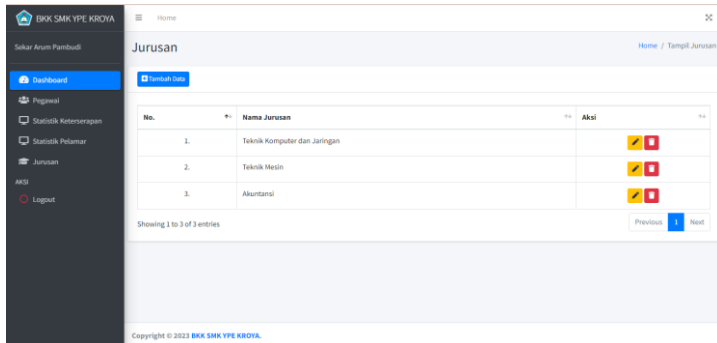 BKK SMK YPE KROYA
Home
Sekar Arum Pambudi
Jurusan
Home / Tampil Jurusan
Dashboard
Tambah Data
Pegawai
Statistik Keterserapan
Statistik Pelamar
Jurusan
AKSI
Logout
No. Nama Jurusan Aksi
1. Teknik Komputer dan Jaringan
2. Teknik Mesin
3. Akuntansi
Showing 1 to 3 of 3 entries
Previous 1 Next
Copyright © 2023 BKK SMK YPE KROYA.